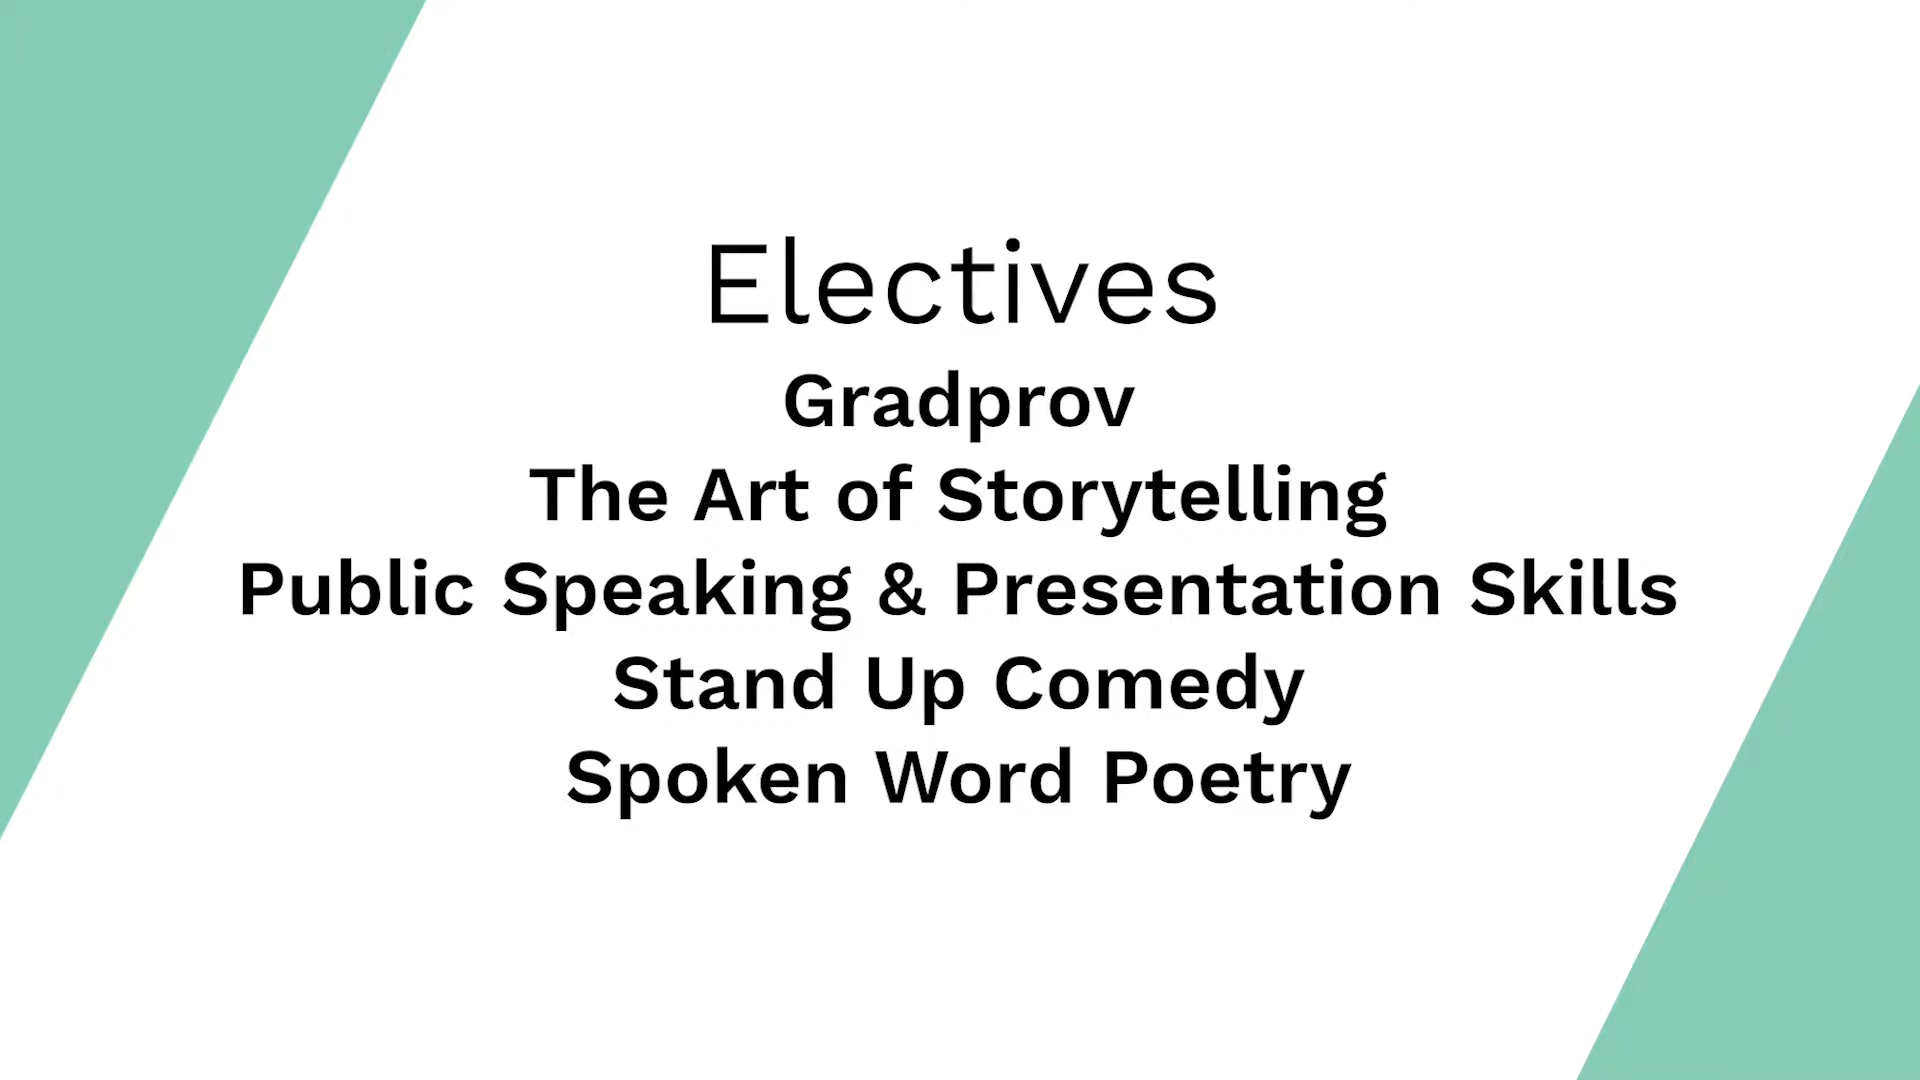 Electives
Gradprov
The Art of Storytelling
Public Speaking & Presentation Skills
Stand Up Comedy
Spoken Word Poetry